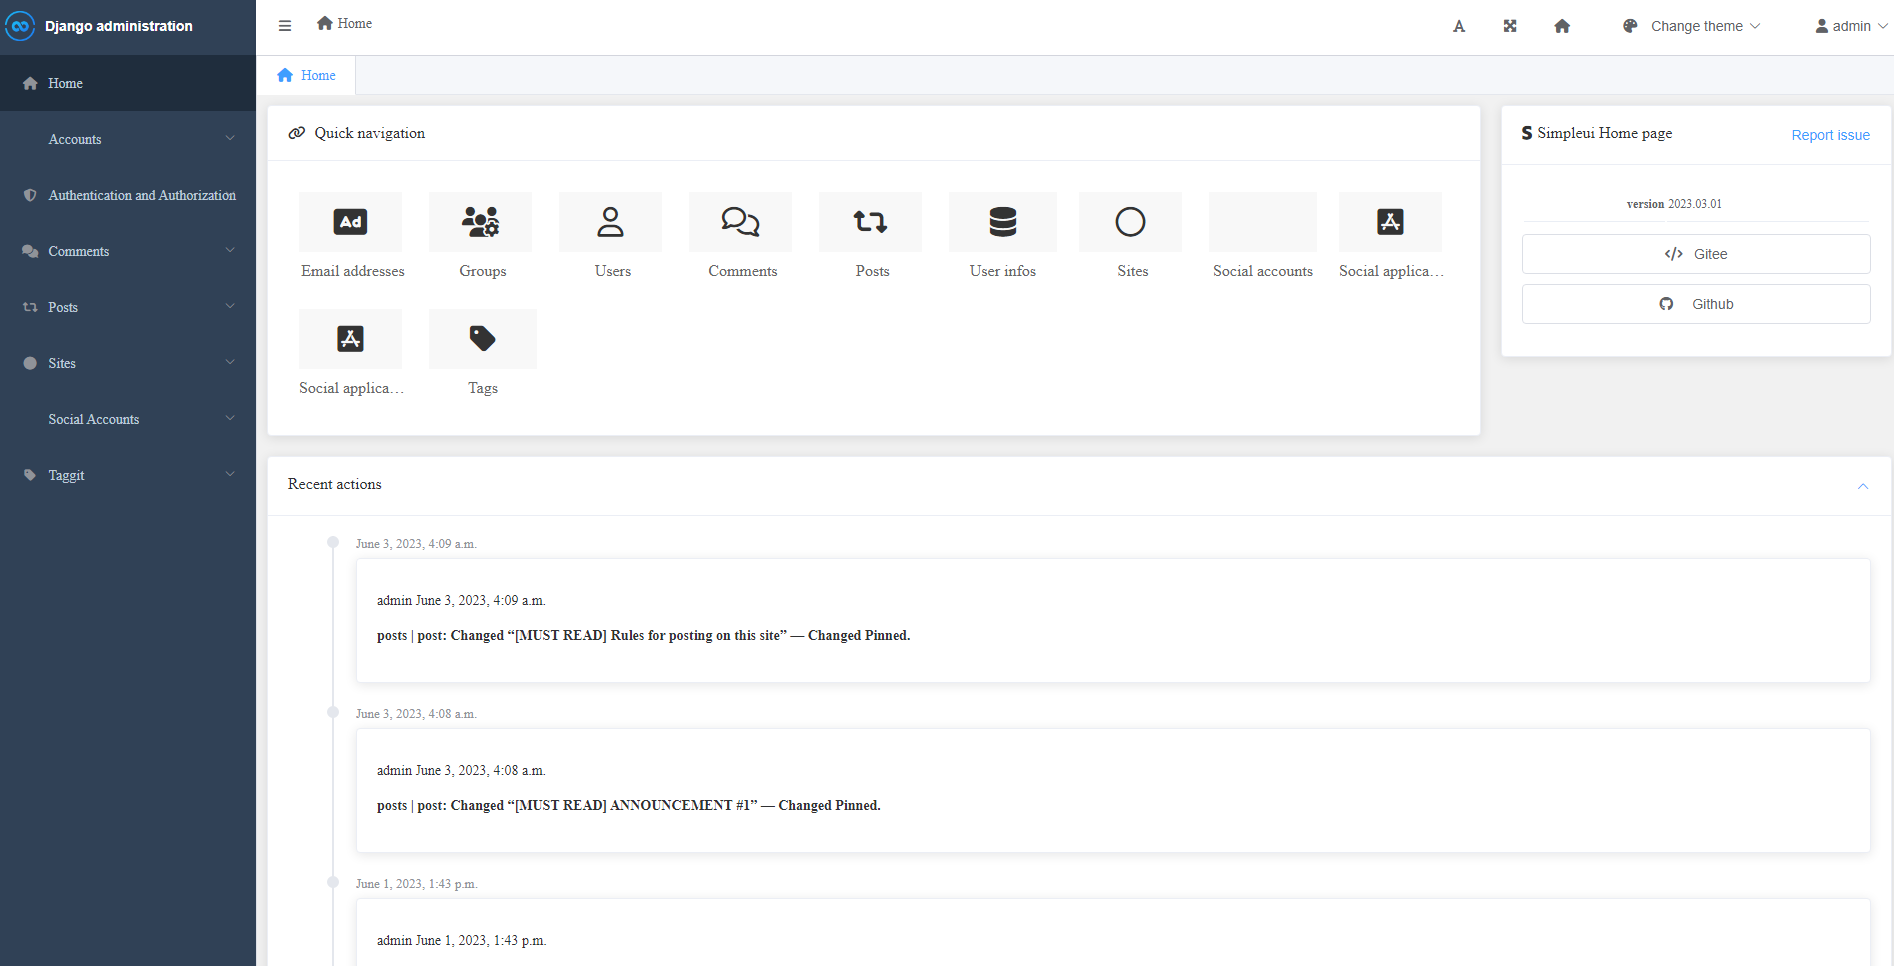 Django administration
Home
A
Change theme
admin
Home
Home
Accounts
Authentication and Authorization
Comments
Posts
Sites
Social Accounts
Taggit
Quick navigation
Ad
Email addresses
Groups
Users
Comments
Posts
User infos
Sites
Social accounts
Social applica…
Social applica…
Tags
S Simpleui Home page
Report issue
version 2023.03.01
Gitee
Github
Recent actions
June 3, 2023, 4:09 a.m.
admin June 3, 2023, 4:09 a.m.
posts | post: Changed “[MUST READ] Rules for posting on this site” — Changed Pinned.
June 3, 2023, 4:08 a.m.
admin June 3, 2023, 4:08 a.m.
posts | post: Changed “[MUST READ] ANNOUNCEMENT #1” — Changed Pinned.
June 1, 2023, 1:43 p.m.
admin June 1, 2023, 1:43 p.m.